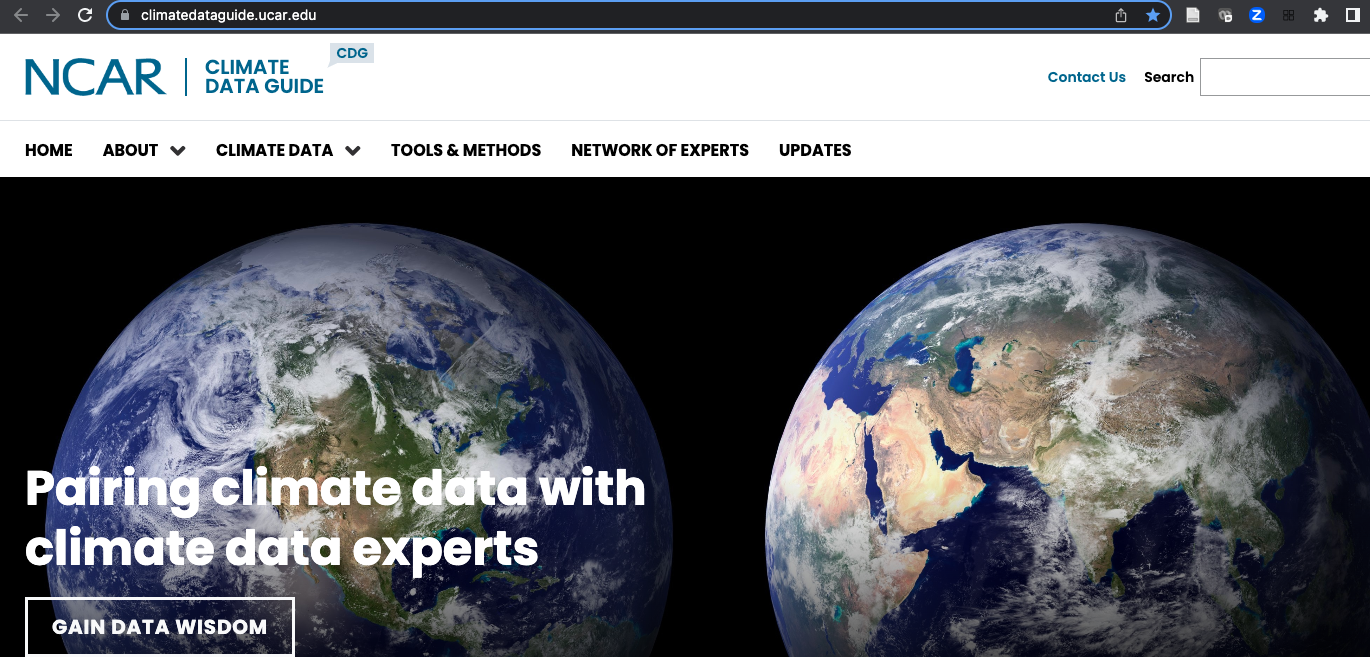 climatedataguide.ucar.edu
CDG
NCAR
CLIMATE
DATA GUIDE
Contact Us
Search
HOME
ABOUT
CLIMATE DATA
TOOLS & METHODS
NETWORK OF EXPERTS
UPDATES
Pairing climate data with
climate data experts
GAIN DATA WISDOM